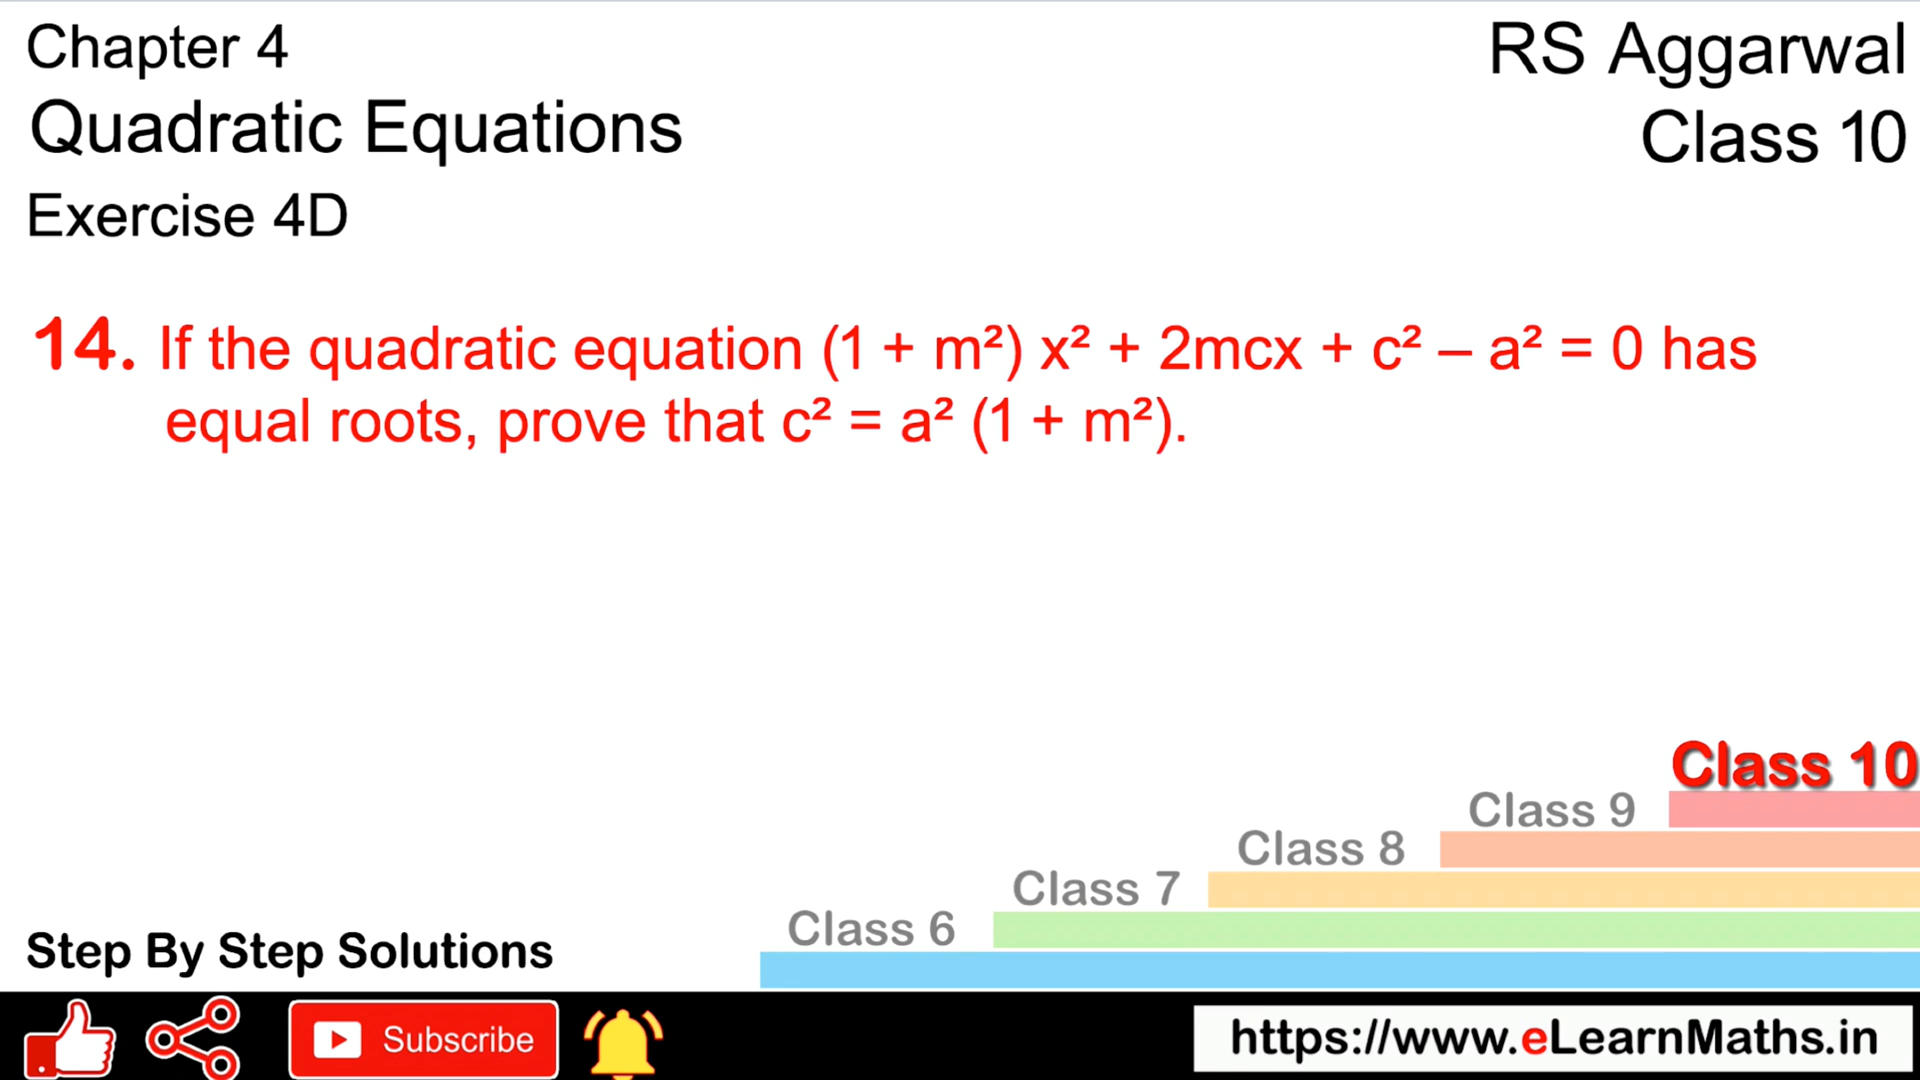 Chapter 4
Quadratic Equations
Exercise 4D
RS Aggarwal
Class 10
14. If the quadratic equation (1 + m²) x² + 2mcx + c² – a² = 0 has
equal roots, prove that c² = a² (1 + m²).
Class 10
Class 9
Class 8
Class 7
Class 6
Step By Step Solutions
Subscribe
https://www.eLearnMaths.in